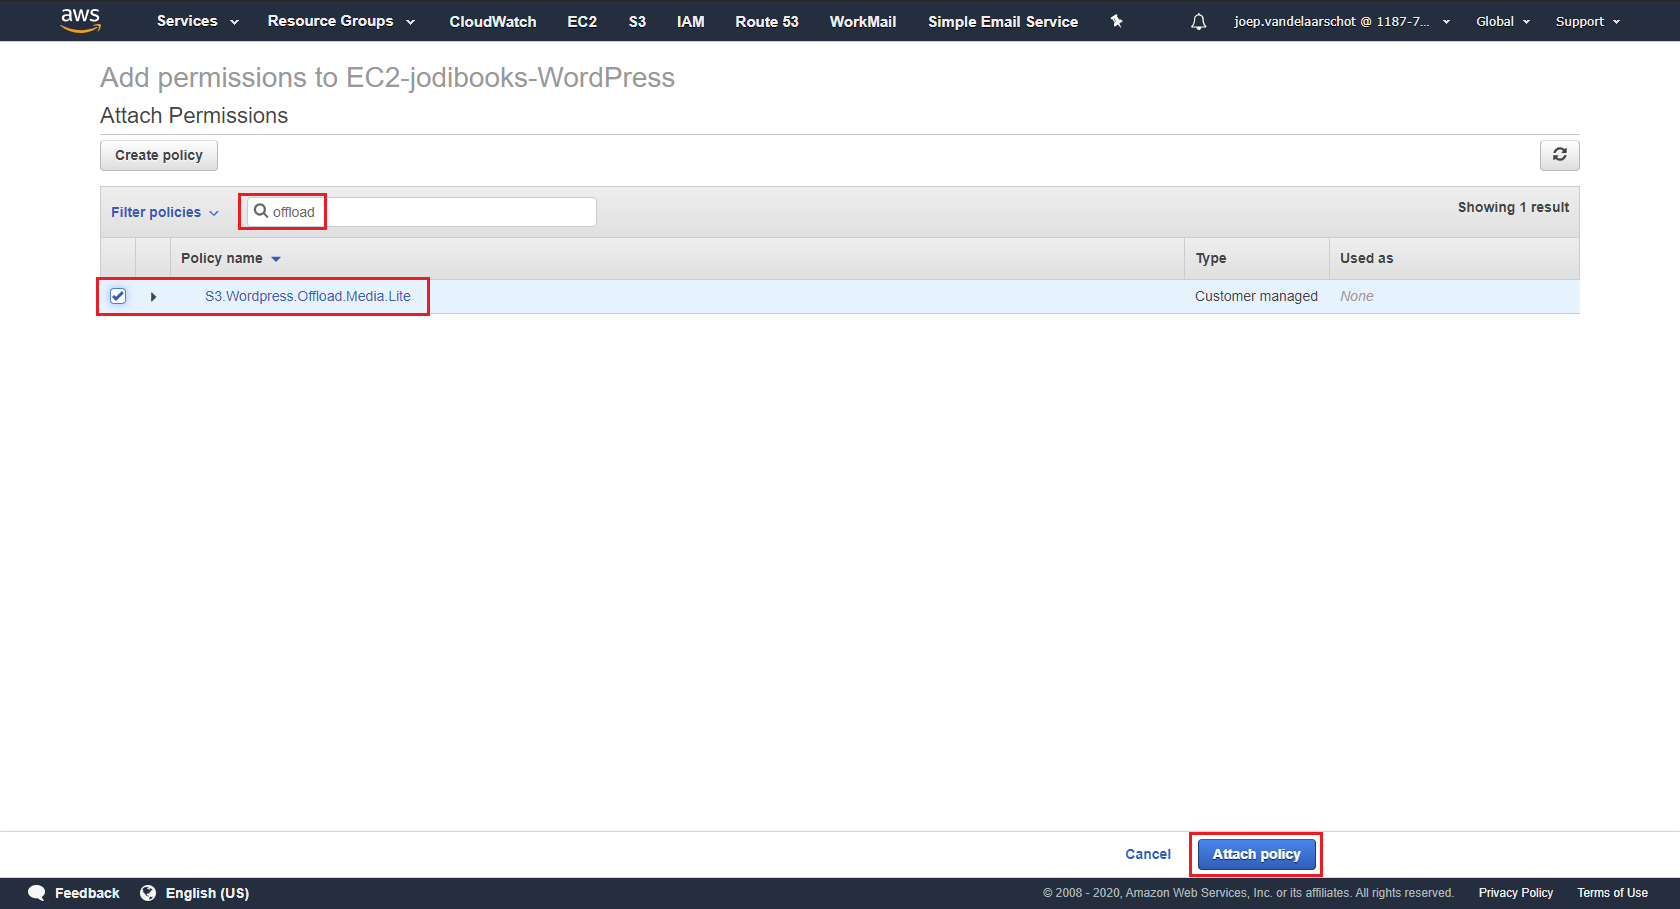 aws Services Resource Groups CloudWatch EC2 S3 IAM Route 53 WorkMail Simple Email Service joep.vandelaarschot @ 1187-7... Global Support
Add permissions to EC2-jodibooks-WordPress
Attach Permissions
Create policy
Filter policies offload Showing 1 result
Policy name Type Used as
S3.Wordpress.Offload.Media.Lite Customer managed None
Cancel Attach policy
Feedback English (US) © 2008 - 2020, Amazon Web Services, Inc. or its affiliates. All rights reserved. Privacy Policy Terms of Use